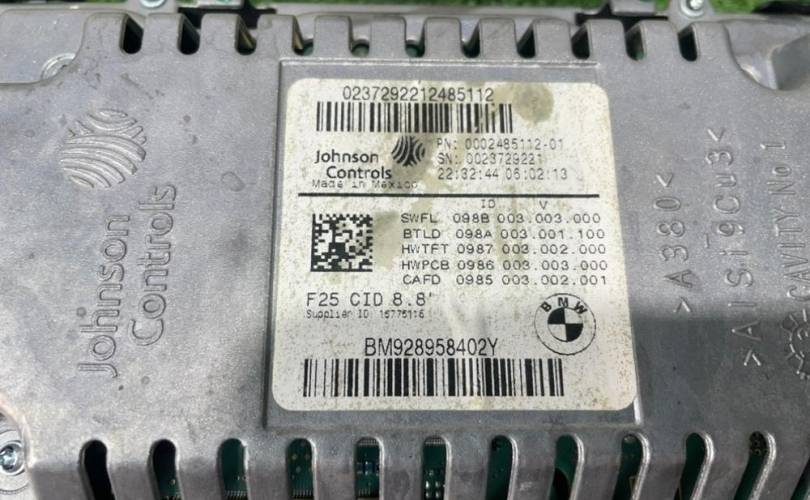 0237292212485112
Johnson
Controls
Made in Mexico
PN: 0002485112-01
SN: 0023729221
22:32:44 06:02:13
ID V
SWFL 098B 003.003.000
BTLD 098A 003.001.100
HWTFT 0987 003.002.000
HWPCB 0986 003.003.000
CAFD 0985 003.002.001
F25 CID 8.8"
Supplier ID 15775116
BMW
BM928958402Y
Johnson
Controls
>A380<
>AlSi9Cu3<
CAVITY No 1